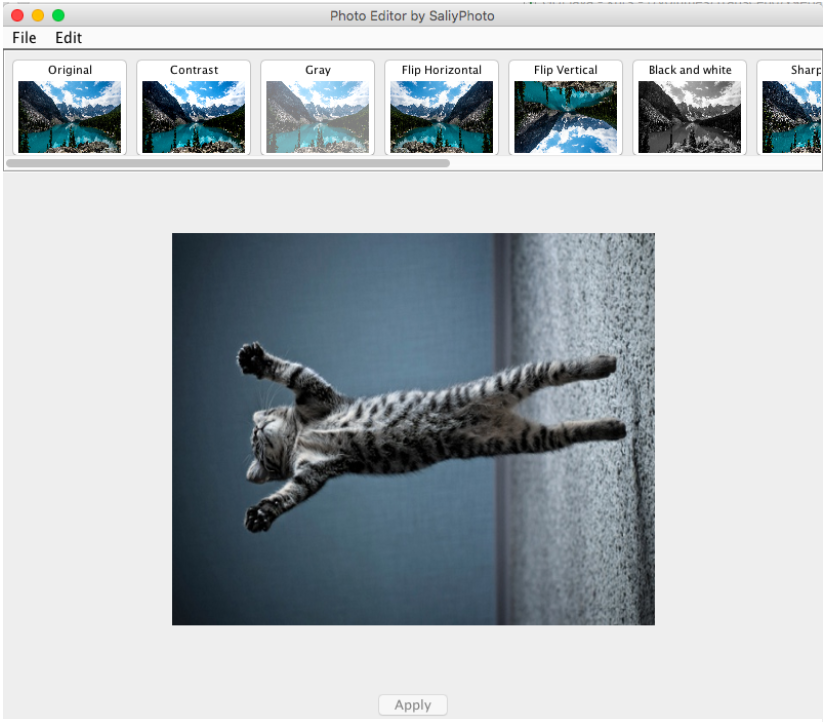 Photo Editor by SaliyPhoto
File Edit
Original Contrast Gray Flip Horizontal Flip Vertical Black and white Sharp
Apply